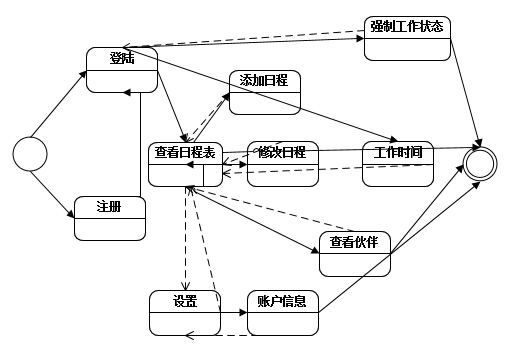 强制工作状态
登陆
添加日程
查看日程表
修改日程
工作时间
注册
查看伙伴
设置
账户信息